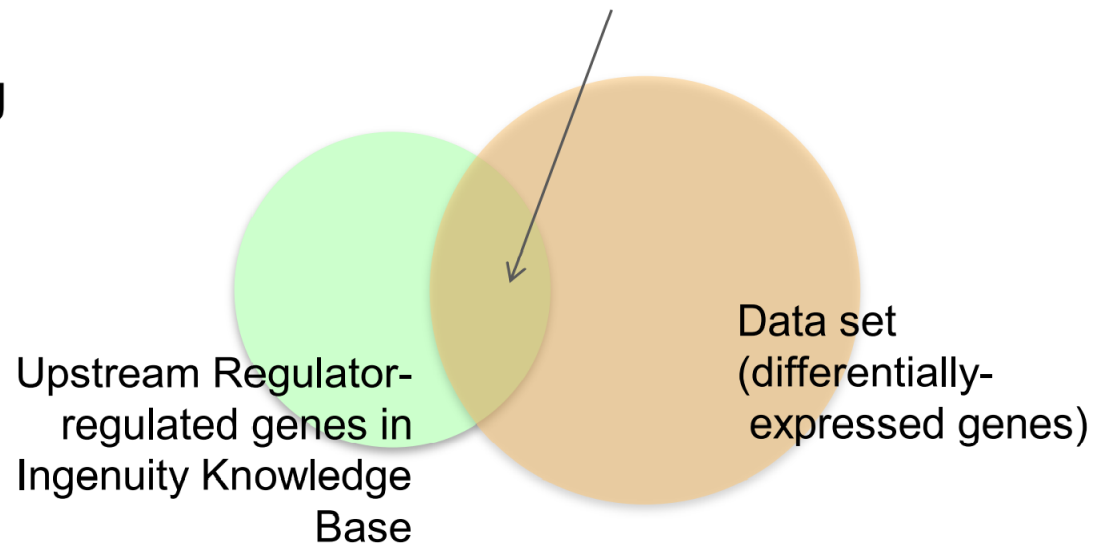 g
Data set
(differentially-
expressed genes)
Upstream Regulator-
regulated genes in
Ingenuity Knowledge
Base